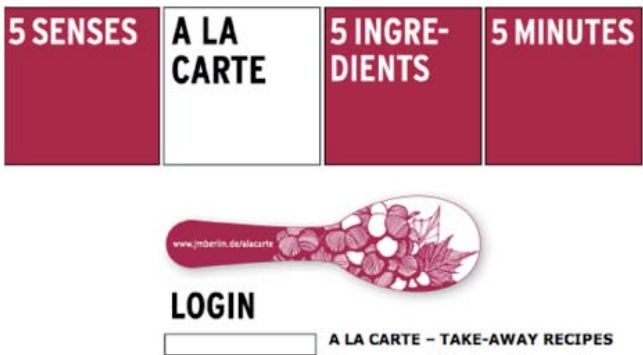 5 SENSES
A LA
CARTE
5 INGRE-
DIENTS
5 MINUTES
www.jmberlin.de/alacarte
LOGIN
A LA CARTE – TAKE-AWAY RECIPES